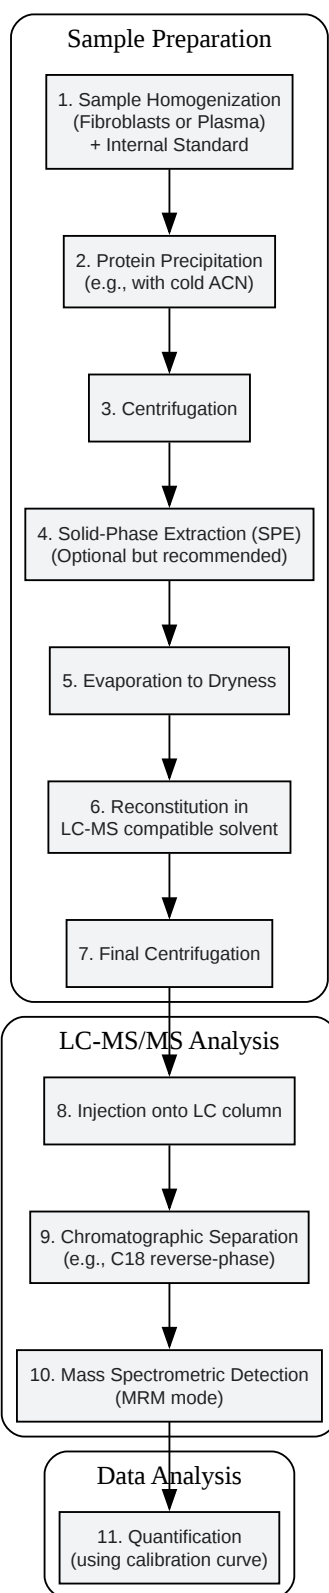 Sample Preparation
1. Sample Homogenization
(Fibroblasts or Plasma)
+ Internal Standard
2. Protein Precipitation
(e.g., with cold ACN)
3. Centrifugation
4. Solid-Phase Extraction (SPE)
(Optional but recommended)
5. Evaporation to Dryness
6. Reconstitution in
LC-MS compatible solvent
7. Final Centrifugation
LC-MS/MS Analysis
8. Injection onto LC column
9. Chromatographic Separation
(e.g., C18 reverse-phase)
10. Mass Spectrometric Detection
(MRM mode)
Data Analysis
11. Quantification
(using calibration curve)